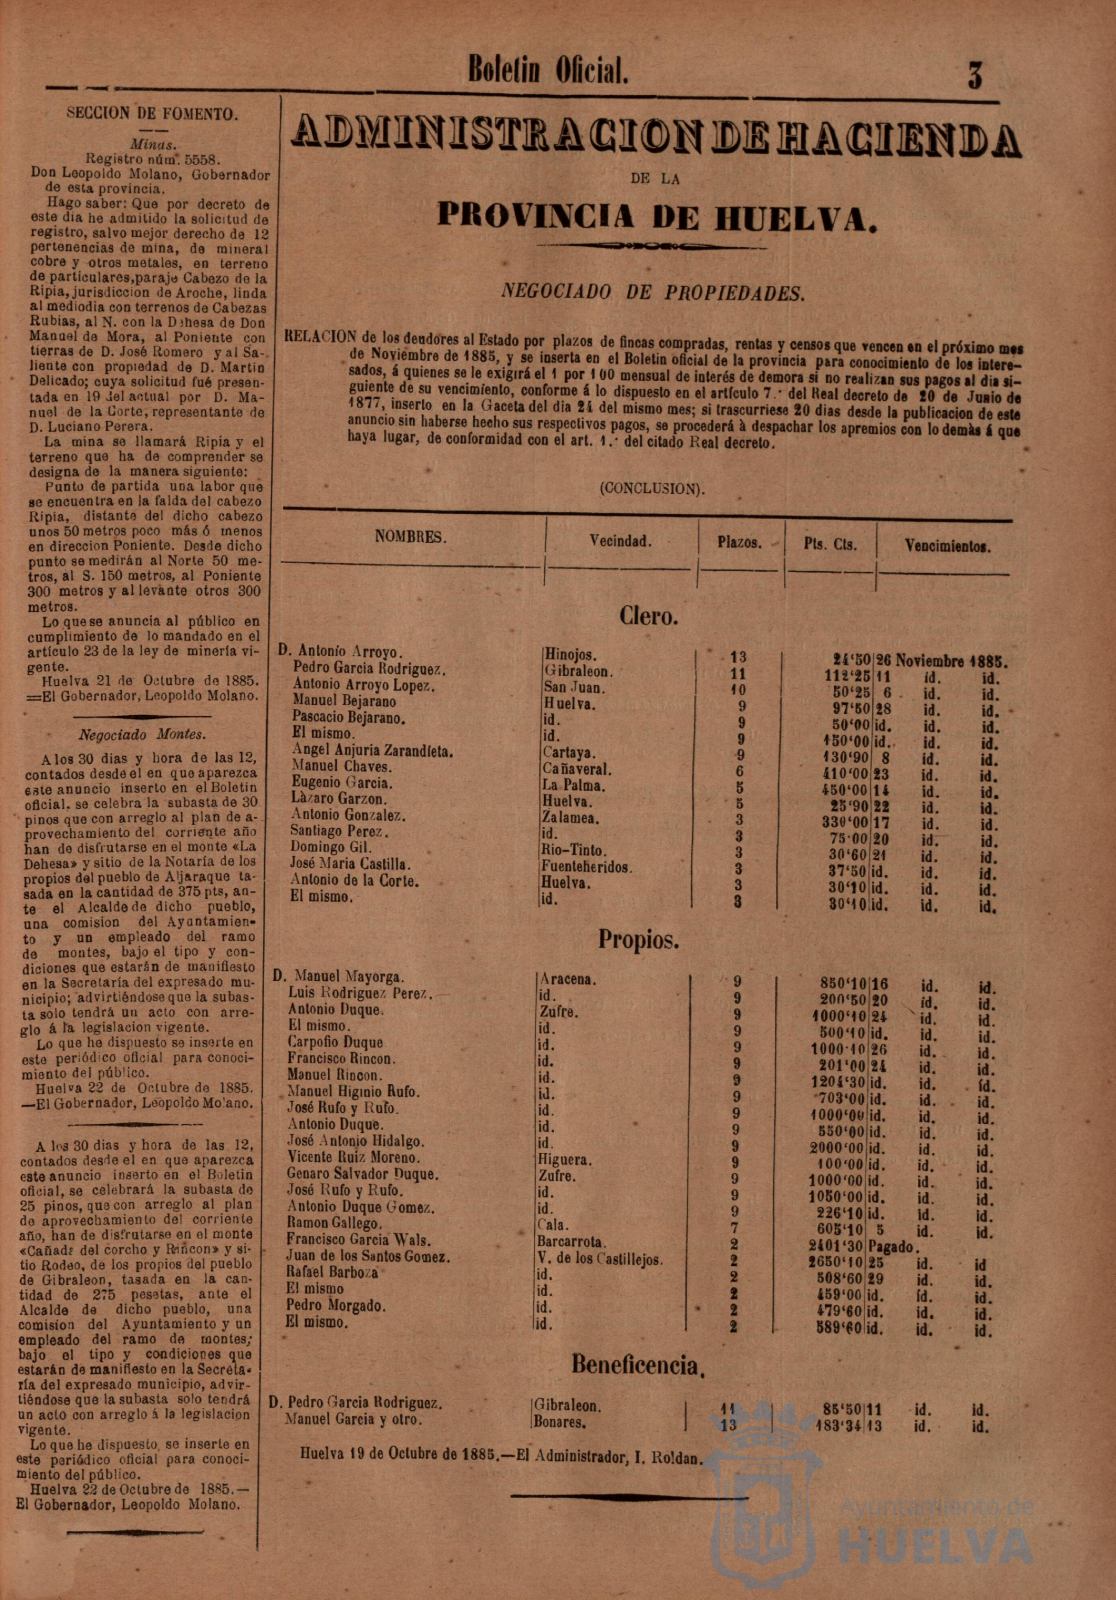 Boletin Oficial.
3
SECCION DE FOMENTO.
Minas.
Registro núm. 5558.
Don Leopoldo Molano, Gobernador
de esta provincia.
Hago saber: Que por decreto de
este dia he admitido la solicitud de
registro, salvo mejor derecho de 12
pertenencias de mina, de mineral
cobre y otros metales, en terreno
de particulares, paraje Cabezo de la
Ripia, jurisdiccion de Aroche, linda
al mediodia con terrenos de Cabezas
Rubias, al N. con la Dehesa de Don
Manuel de Mora, al Poniente con
tierras de D. José Romero y al Sa-
liente con propiedad de D. Martin
Delicado; cuya solicitud fué presen-
tada en 19 del actual por D. Ma-
nuel de la Corte, representante de
D. Luciano Perera.
La mina se llamará Ripia y el
terreno que ha de comprender se
designa de la manera siguiente:
Punto de partida una labor que
se encuentra en la falda del cabezo
Ripia, distante del dicho cabezo
unos 50 metros poco más ó menos
en direccion Poniente. Desde dicho
punto se medirán al Norte 50 me-
tros, al S. 150 metros, al Poniente
300 metros y al levante otros 300
metros.
Lo que se anuncia al público en
cumplimiento de lo mandado en el
artículo 23 de la ley de minería vi-
gente.
Huelva 21 de Octubre de 1885.
=El Gobernador, Leopoldo Molano.
Negociado Montes.
A los 30 dias y hora de las 12,
contados desde el en que aparezca
este anuncio inserto en el Boletin
oficial. se celebra la subasta de 30
pinos que con arreglo al plan de a-
provechamiento del corriente año
han de disfrutarse en el monte «La
Dehesa» y sitio de la Notaría de los
propios del pueblo de Aljaraque ta-
sada en la cantidad de 375 pts, an-
te el Alcalde de dicho pueblo,
una comision del Ayuntamien-
to y un empleado del ramo
de montes, bajo el tipo y con-
diciones que estarán de manifiesto
en la Secretaría del expresado mu-
nicipio; advirtiéndose que la subas-
ta solo tendrá un acto con arre-
glo á la legislacion vigente.
Lo que he dispuesto se inserte en
este periódico oficial para conoci-
miento del público.
Huelva 22 de Octubre de 1885.
—El Gobernador, Leopoldo Molano.
A los 30 dias y hora de las 12,
contados desde el en que aparezca
este anuncio inserto en el Boletin
oficial, se celebrará la subasta de
25 pinos, que con arreglo al plan
de aprovechamiento del corriente
año, han de disfrutarse en el monte
«Cañada del corcho y Rincon» y si-
tio Rodeo, de los propios del pueblo
de Gibraleon, tasada en la can-
tidad de 275 pesetas, ante el
Alcalde de dicho pueblo, una
comision del Ayuntamiento y un
empleado del ramo de montes,
bajo el tipo y condiciones que
estarán de manifiesto en la Secreta-
ría del expresado municipio, advir-
tiéndose que la subasta solo tendrá
un acto con arreglo á la legislacion
vigente.
Lo que he dispuesto, se inserte en
este periódico oficial para conoci-
miento del público.
Huelva 22 de Octubre de 1885.—
El Gobernador, Leopoldo Molano.
ADMINISTRACION DE HACIENDA
DE LA
PROVINCIA DE HUELVA.
NEGOCIADO DE PROPIEDADES.
RELACION de los deudores al Estado por plazos de fincas compradas, rentas y censos que vencen en el próximo mes
de Noviembre de 1885, y se inserta en el Boletin oficial de la provincia para conocimiento de los intere-
sados, á quienes se le exigirá el 1 por 100 mensual de interés de demora si no realizan sus pagos al dia si-
guiente de su vencimiento, conforme á lo dispuesto en el artículo 7.º del Real decreto de 20 de Junio de
1877, inserto en la Gaceta del dia 24 del mismo mes; si trascurriese 20 dias desde la publicacion de este
anuncio sin haberse hecho sus respectivos pagos, se procederá á despachar los apremios con lo demás á que
haya lugar, de conformidad con el art. 1.º del citado Real decreto.
(CONCLUSION).
NOMBRES. Vecindad. Plazos. Pts. Cts. Vencimientos.
Clero.
D. Antonio Arroyo. Hinojos. 13 24'50 26 Noviembre 1885.
Pedro Garcia Rodriguez. Gibraleon. 11 112'25 11 id. id.
Antonio Arroyo Lopez. San Juan. 10 50'25 6 id. id.
Manuel Bejarano Huelva. 9 97'50 28 id. id.
Pascacio Bejarano. id. 9 50'00 id. id. id.
El mismo. id. 9 150'00 id. id. id.
Angel Anjuria Zarandieta. Cartaya. 9 130'90 8 id. id.
Manuel Chaves. Cañaveral. 6 410'00 23 id. id.
Eugenio Garcia. La Palma. 5 450'00 14 id. id.
Làzaro Garzon. Huelva. 5 25'90 22 id. id.
Antonio Gonzalez. Zalamea. 3 330'00 17 id. id.
Santiago Perez. id. 3 75.00 20 id. id.
Domingo Gil. Rio-Tinto. 3 30'60 21 id. id.
José Maria Castilla. Fuenteheridos. 3 37'50 id. id. id.
Antonio de la Corte. Huelva. 3 30'10 id. id. id.
El mismo. id. 3 30'10 id. id. id.
Propios.
D. Manuel Mayorga. Aracena. 9 850'10 16 id. id.
Luis Rodriguez Perez. id. 9 200'50 20 id. id.
Antonio Duque. Zufre. 9 1000'10 24 id. id.
El mismo. id. 9 500'10 id. id. id.
Carpofio Duque id. 9 1000'10 26 id. id.
Francisco Rincon. id. 9 201'00 24 id. id.
Manuel Rincon. id. 9 1204'30 id. id. id.
Manuel Higinio Rufo. id. 9 703'00 id. id. id.
José Rufo y Rufo. id. 9 1000'00 id. id. id.
Antonio Duque. id. 9 550'00 id. id. id.
José Antonio Hidalgo. id. 9 2000'00 id. id. id.
Vicente Ruiz Moreno. Higuera. 9 100'00 id. id. id.
Genaro Salvador Duque. Zufre. 9 1000'00 id. id. id.
José Rufo y Rufo. id. 9 1050'00 id. id. id.
Antonio Duque Gomez. id. 9 226'10 id. id. id.
Ramon Gallego. Cala. 7 605'10 5 id. id.
Francisco Garcia Wals. Barcarrota. 2 2401'30 Pagado.
Juan de los Santos Gomez. V. de los Castillejos. 2 2650'10 25 id. id
Rafael Barboza id. 2 508'60 29 id. id.
El mismo id. 2 459'00 id. id. id.
Pedro Morgado. id. 2 479'60 id. id. id.
El mismo. id. 2 589'60 id. id. id.
Beneficencia.
D. Pedro Garcia Rodriguez. Gibraleon. 11 85'50 11 id. id.
Manuel Garcia y otro. Bonares. 13 183'34 13 id. id.
Huelva 19 de Octubre de 1885.—El Administrador, I. Roldan.
Ayuntamiento de
HUELVA